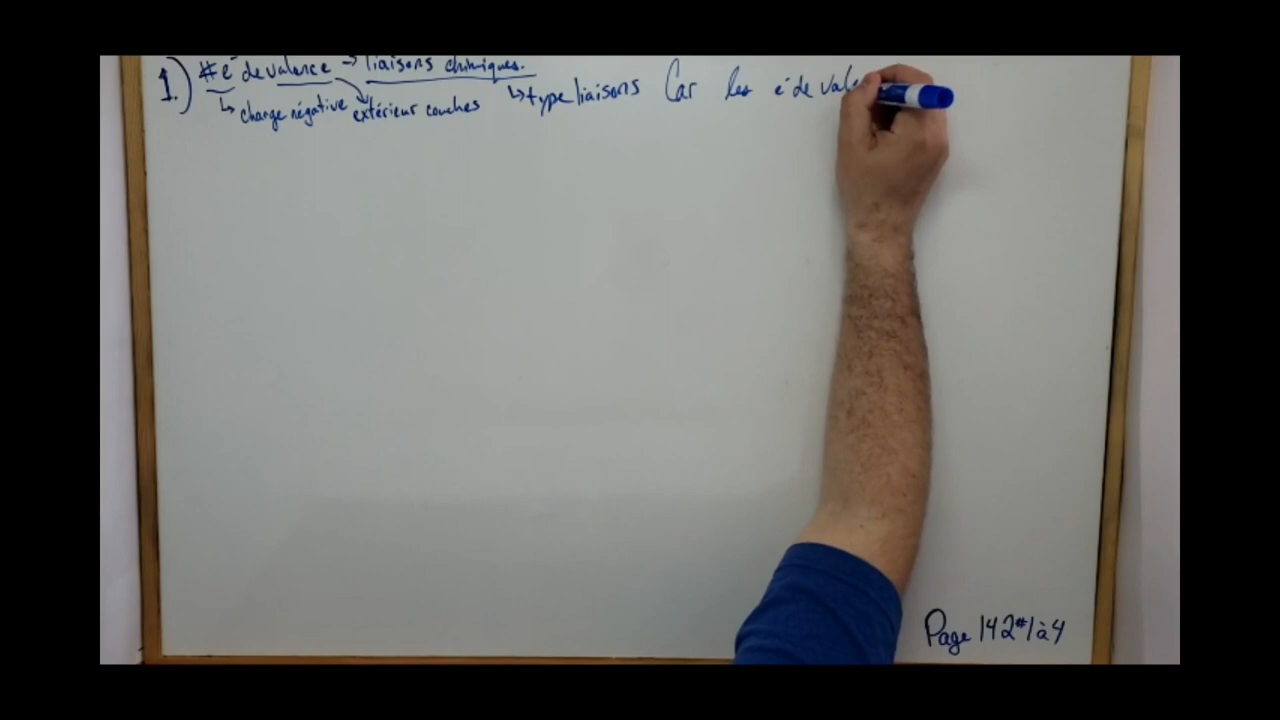 1.) # e⁻ de valence → liaisons chimiques.
↳ charge négative extérieur couches ↳ type liaisons Car les e⁻ de vale
Page 142 #1 à 4